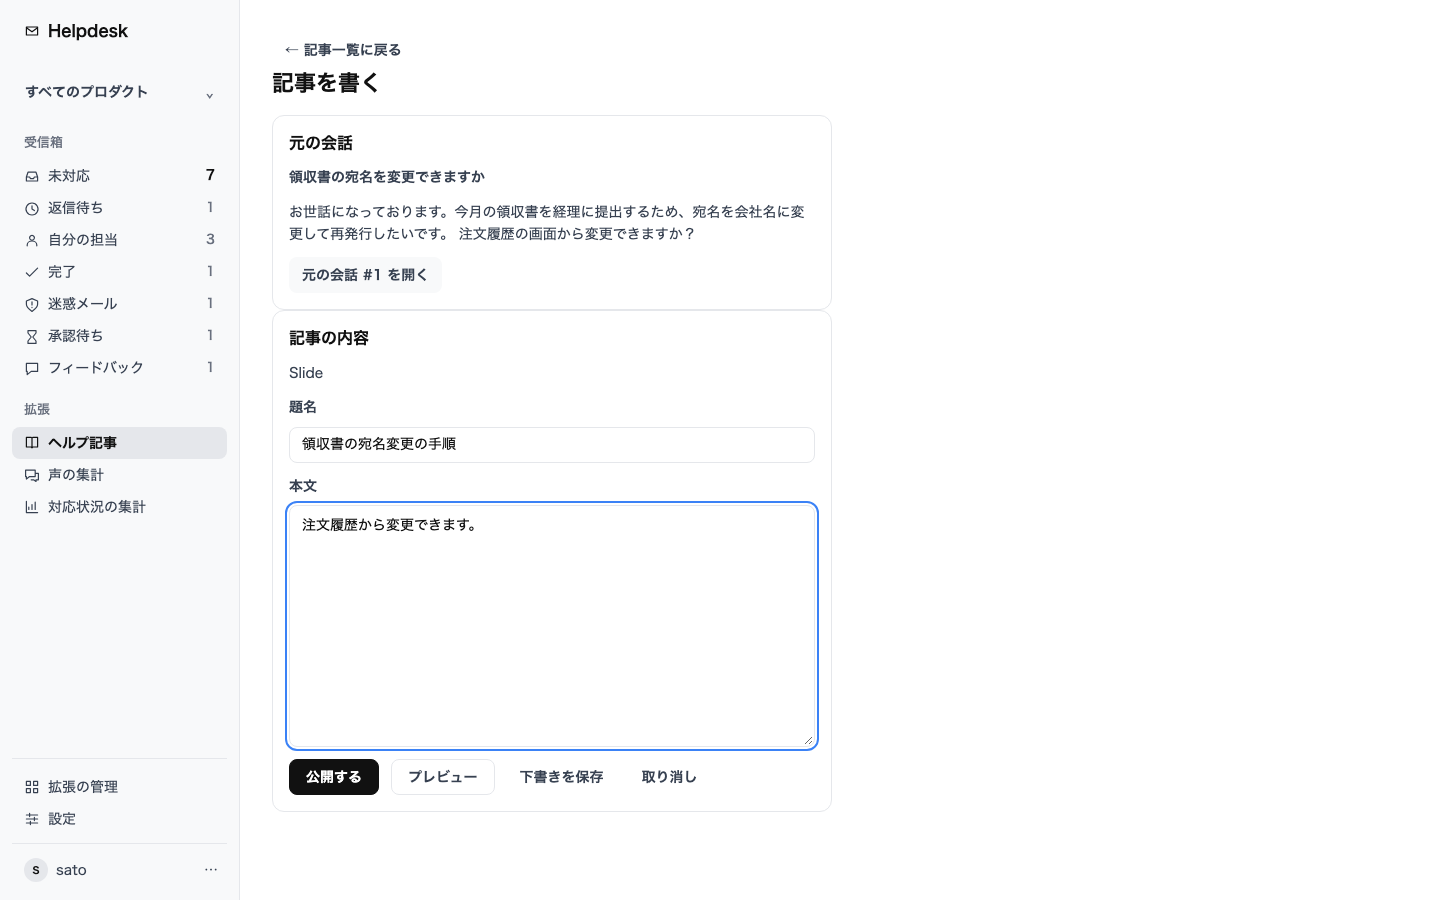 Helpdesk
すべてのプロダクト
受信箱
未対応 7
返信待ち 1
自分の担当 3
完了 1
迷惑メール 1
承認待ち 1
フィードバック 1
拡張
ヘルプ記事
声の集計
対応状況の集計
拡張の管理
設定
S sato ...
← 記事一覧に戻る
記事を書く
元の会話
領収書の宛名を変更できますか
お世話になっております。今月の領収書を経理に提出するため、宛名を会社名に変
更して再発行したいです。 注文履歴の画面から変更できますか？
元の会話 #1 を開く
記事の内容
Slide
題名
領収書の宛名変更の手順
本文
注文履歴から変更できます。
公開する プレビュー 下書きを保存 取り消し